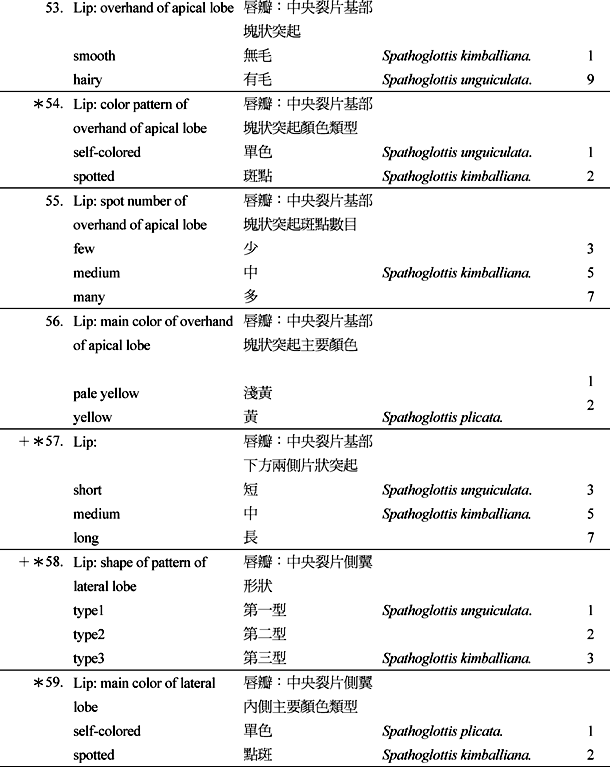 53. Lip: overhand of apical lobe 唇瓣：中央裂片基部
塊狀突起
smooth 無毛 Spathoglottis kimballiana. 1
hairy 有毛 Spathoglottis unguiculata. 9
＊54. Lip: color pattern of 唇瓣：中央裂片基部
overhand of apical lobe 塊狀突起顏色類型
self-colored 單色 Spathoglottis unguiculata. 1
spotted 斑點 Spathoglottis kimballiana. 2
55. Lip: spot number of 唇瓣：中央裂片基部
overhand of apical lobe 塊狀突起斑點數目
few 少 3
medium 中 Spathoglottis kimballiana. 5
many 多 7
56. Lip: main color of overhand 唇瓣：中央裂片基部
of apical lobe 塊狀突起主要顏色
1
pale yellow 淺黃
2
yellow 黃 Spathoglottis plicata.
＋＊57. Lip: 唇瓣：中央裂片基部
下方兩側片狀突起
short 短 Spathoglottis unguiculata. 3
medium 中 Spathoglottis kimballiana. 5
long 長 7
＋＊58. Lip: shape of pattern of 唇瓣：中央裂片側翼
lateral lobe 形狀
type1 第一型 Spathoglottis unguiculata. 1
type2 第二型 2
type3 第三型 Spathoglottis kimballiana. 3
＊59. Lip: main color of lateral 唇瓣：中央裂片側翼
lobe 內側主要顏色類型
self-colored 單色 Spathoglottis plicata. 1
spotted 點斑 Spathoglottis kimballiana. 2